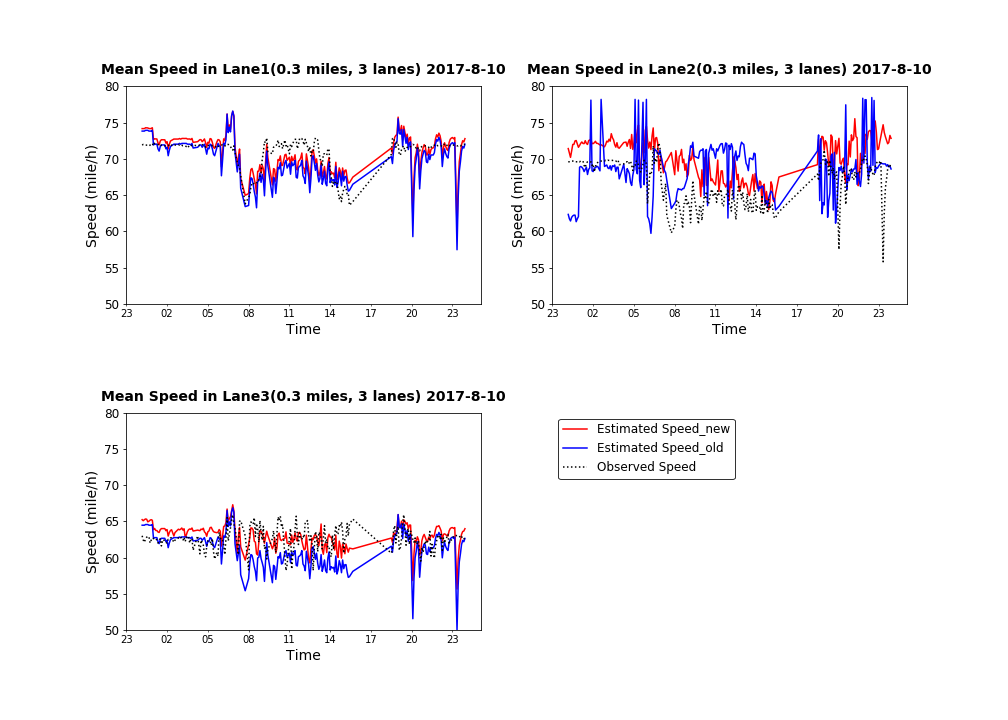 Mean Speed in Lane1(0.3 miles, 3 lanes) 2017-8-10
80
75
70
65
60
55
50
Speed (mile/h)
23 02 05 08 11 14 17 20 23
Time
Mean Speed in Lane2(0.3 miles, 3 lanes) 2017-8-10
80
75
70
65
60
55
50
Speed (mile/h)
23 02 05 08 11 14 17 20 23
Time
Mean Speed in Lane3(0.3 miles, 3 lanes) 2017-8-10
80
75
70
65
60
55
50
Speed (mile/h)
23 02 05 08 11 14 17 20 23
Time
Estimated Speed_new
Estimated Speed_old
Observed Speed